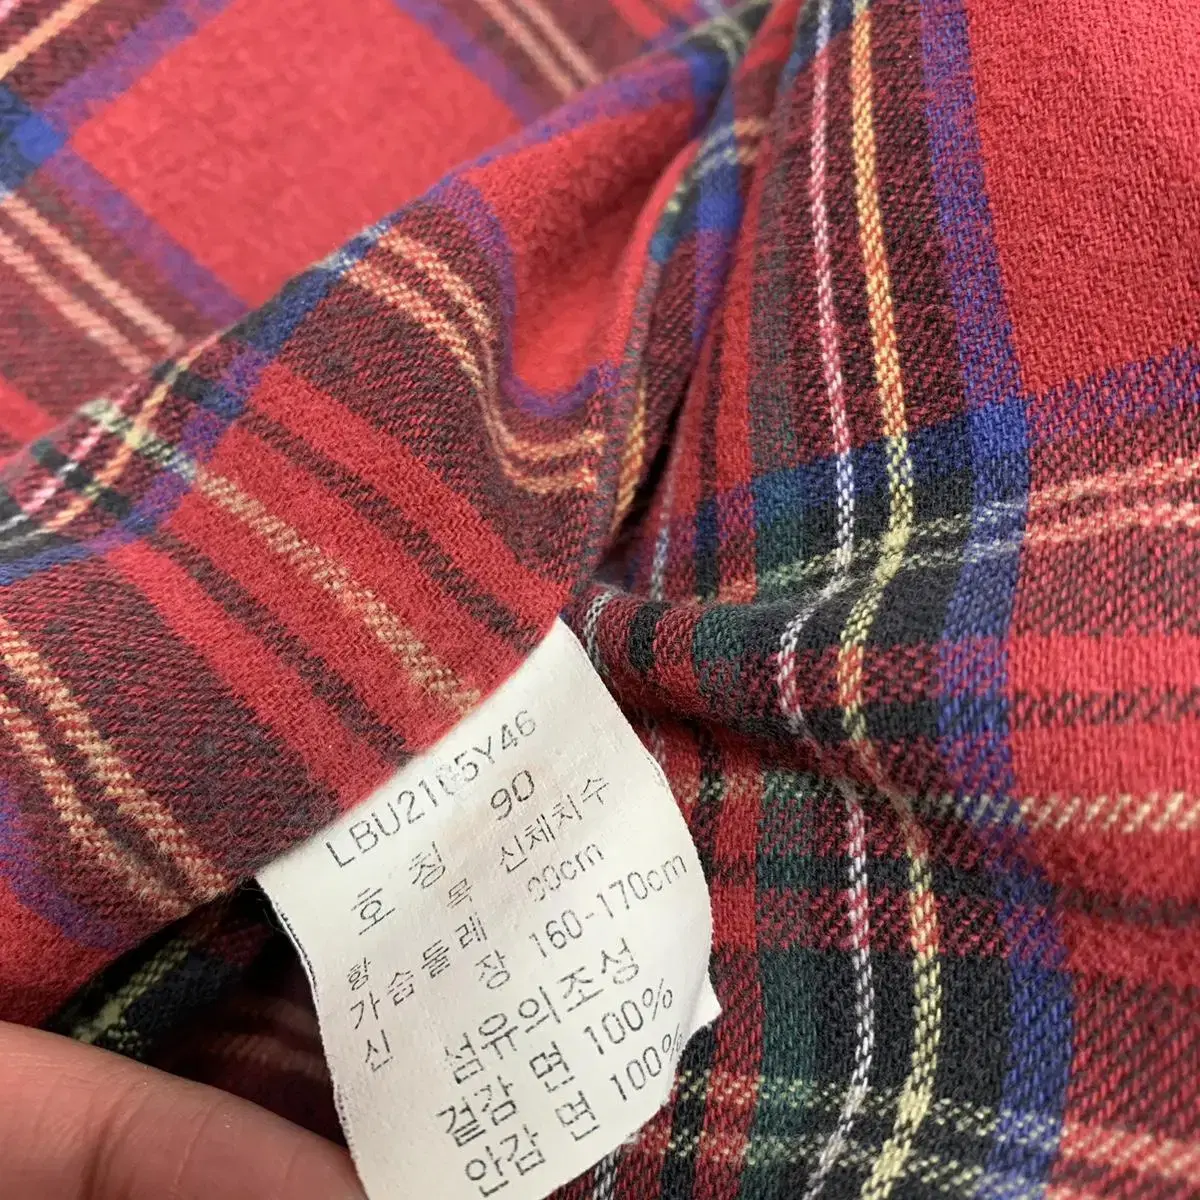 LBU2165Y46
호 칭 90
항 목 신체치수
가슴둘레 90cm
신 장 160-170cm
섬유의조성
겉감 면 100%
안감 면 100%